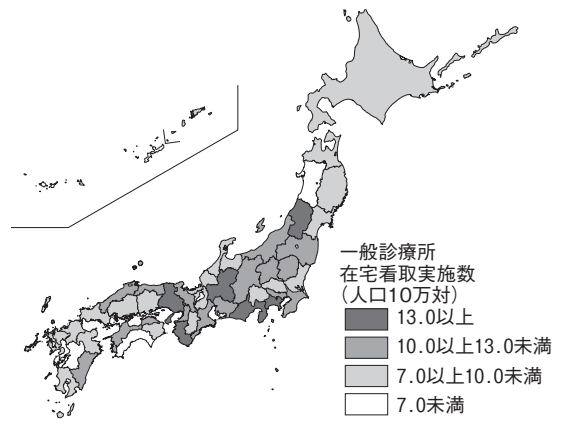 一般診療所
在宅看取実施数
(人口10万対)
13.0以上
10.0以上13.0未満
7.0以上10.0未満
7.0未満